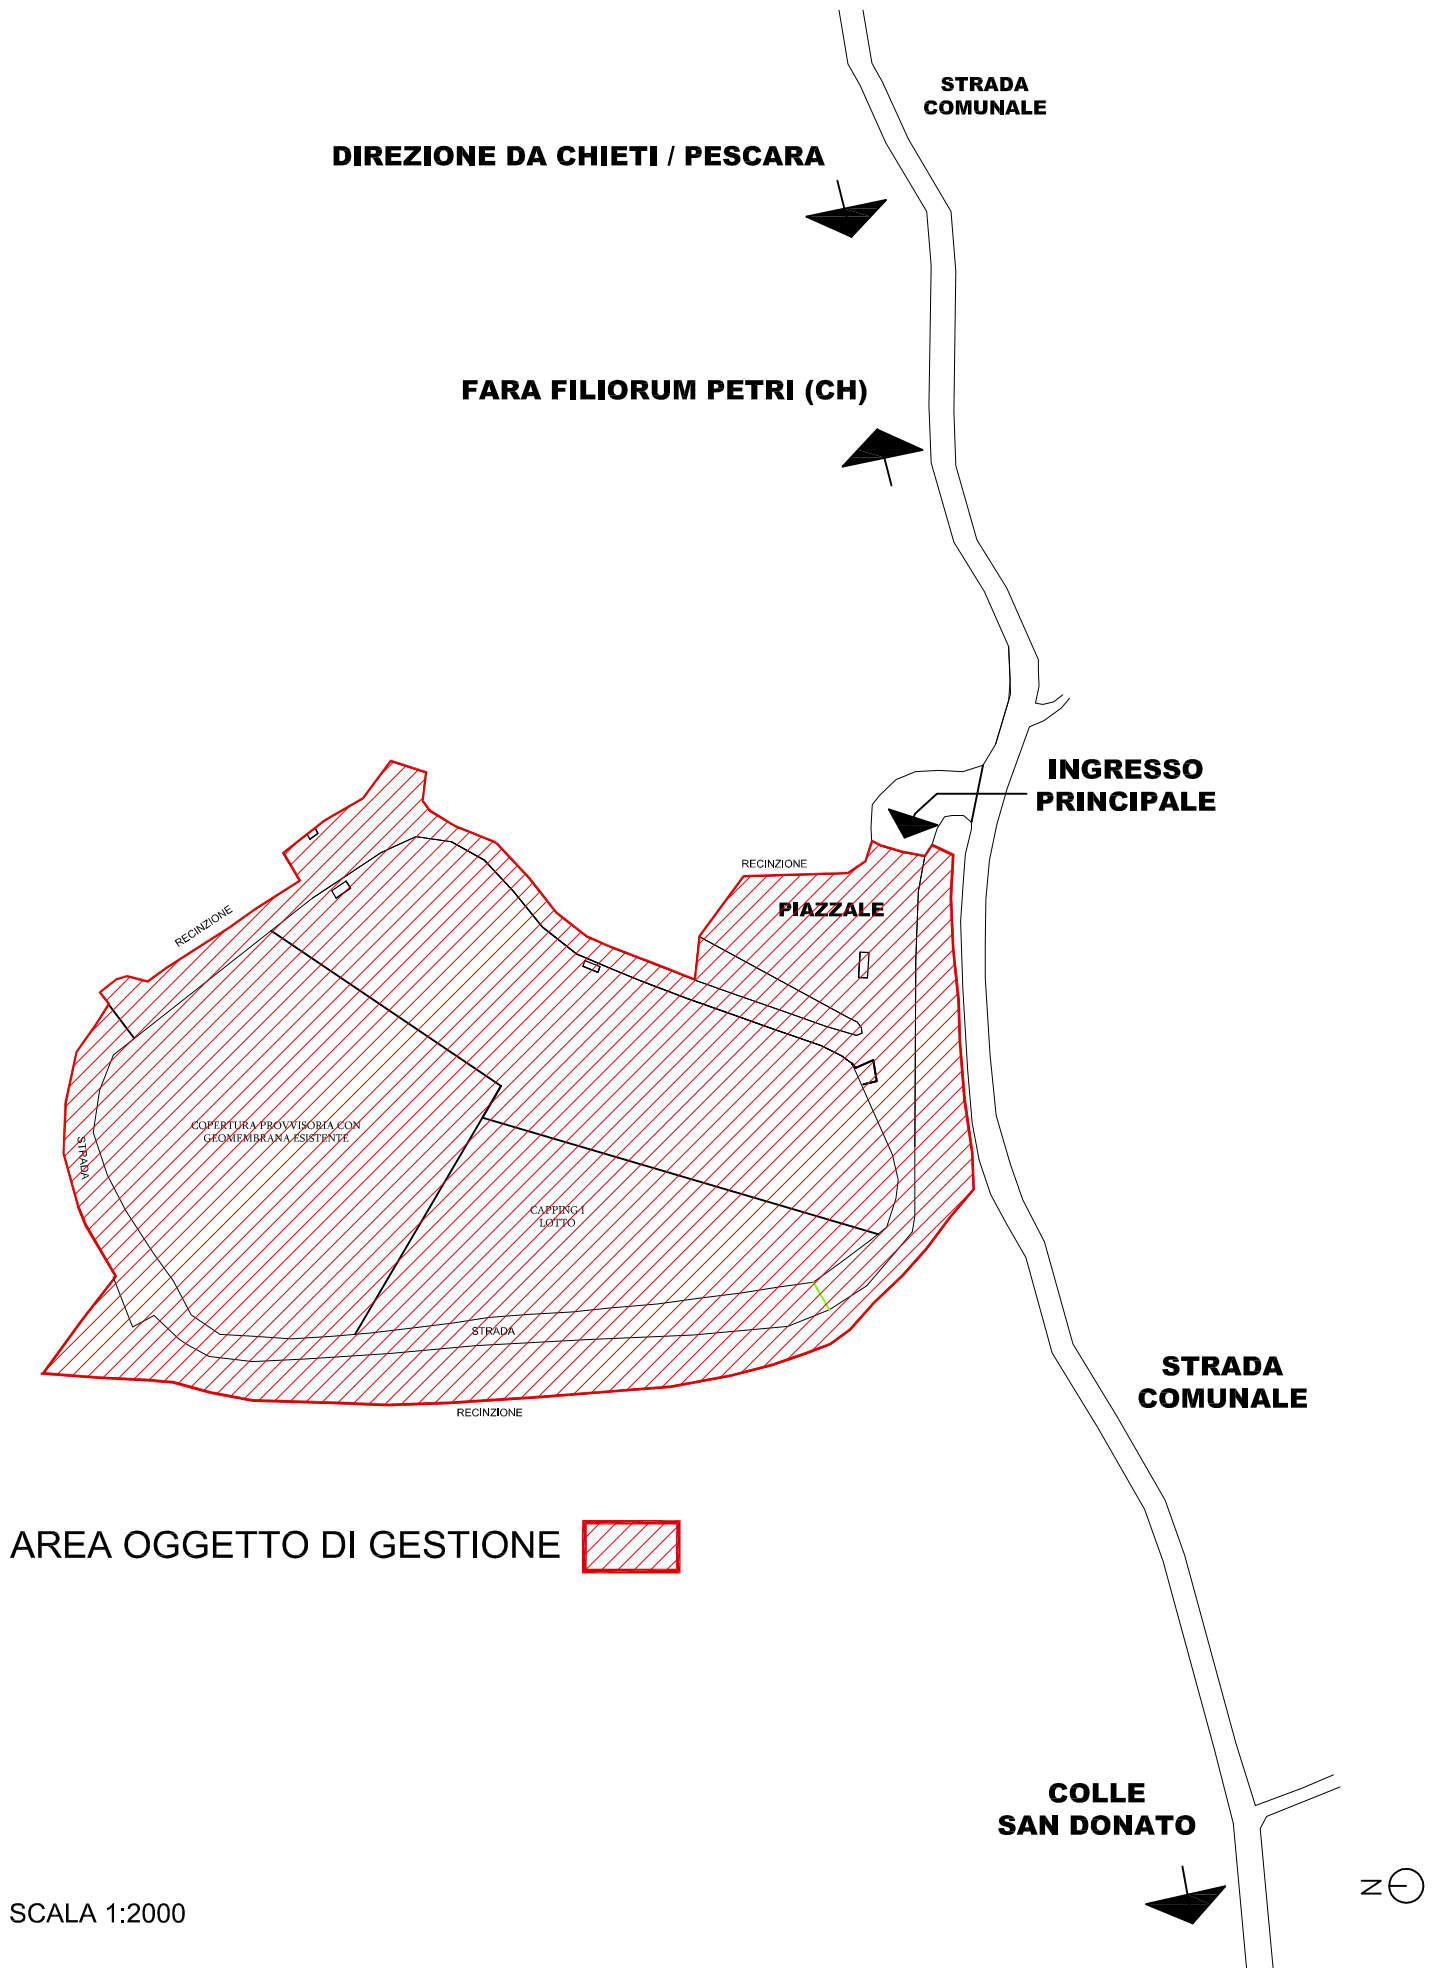 STRADA
COMUNALE
DIREZIONE DA CHIETI / PESCARA
FARA FILIORUM PETRI (CH)
INGRESSO
PRINCIPALE
RECINZIONE
PIAZZALE
RECINZIONE
COPERTURA PROVVISORIA CON
GEOMEMBRANA ESISTENTE
STRADA
CAPPING I
LOTTO
STRADA
RECINZIONE
STRADA
COMUNALE
AREA OGGETTO DI GESTIONE
COLLE
SAN DONATO
N
SCALA 1:2000